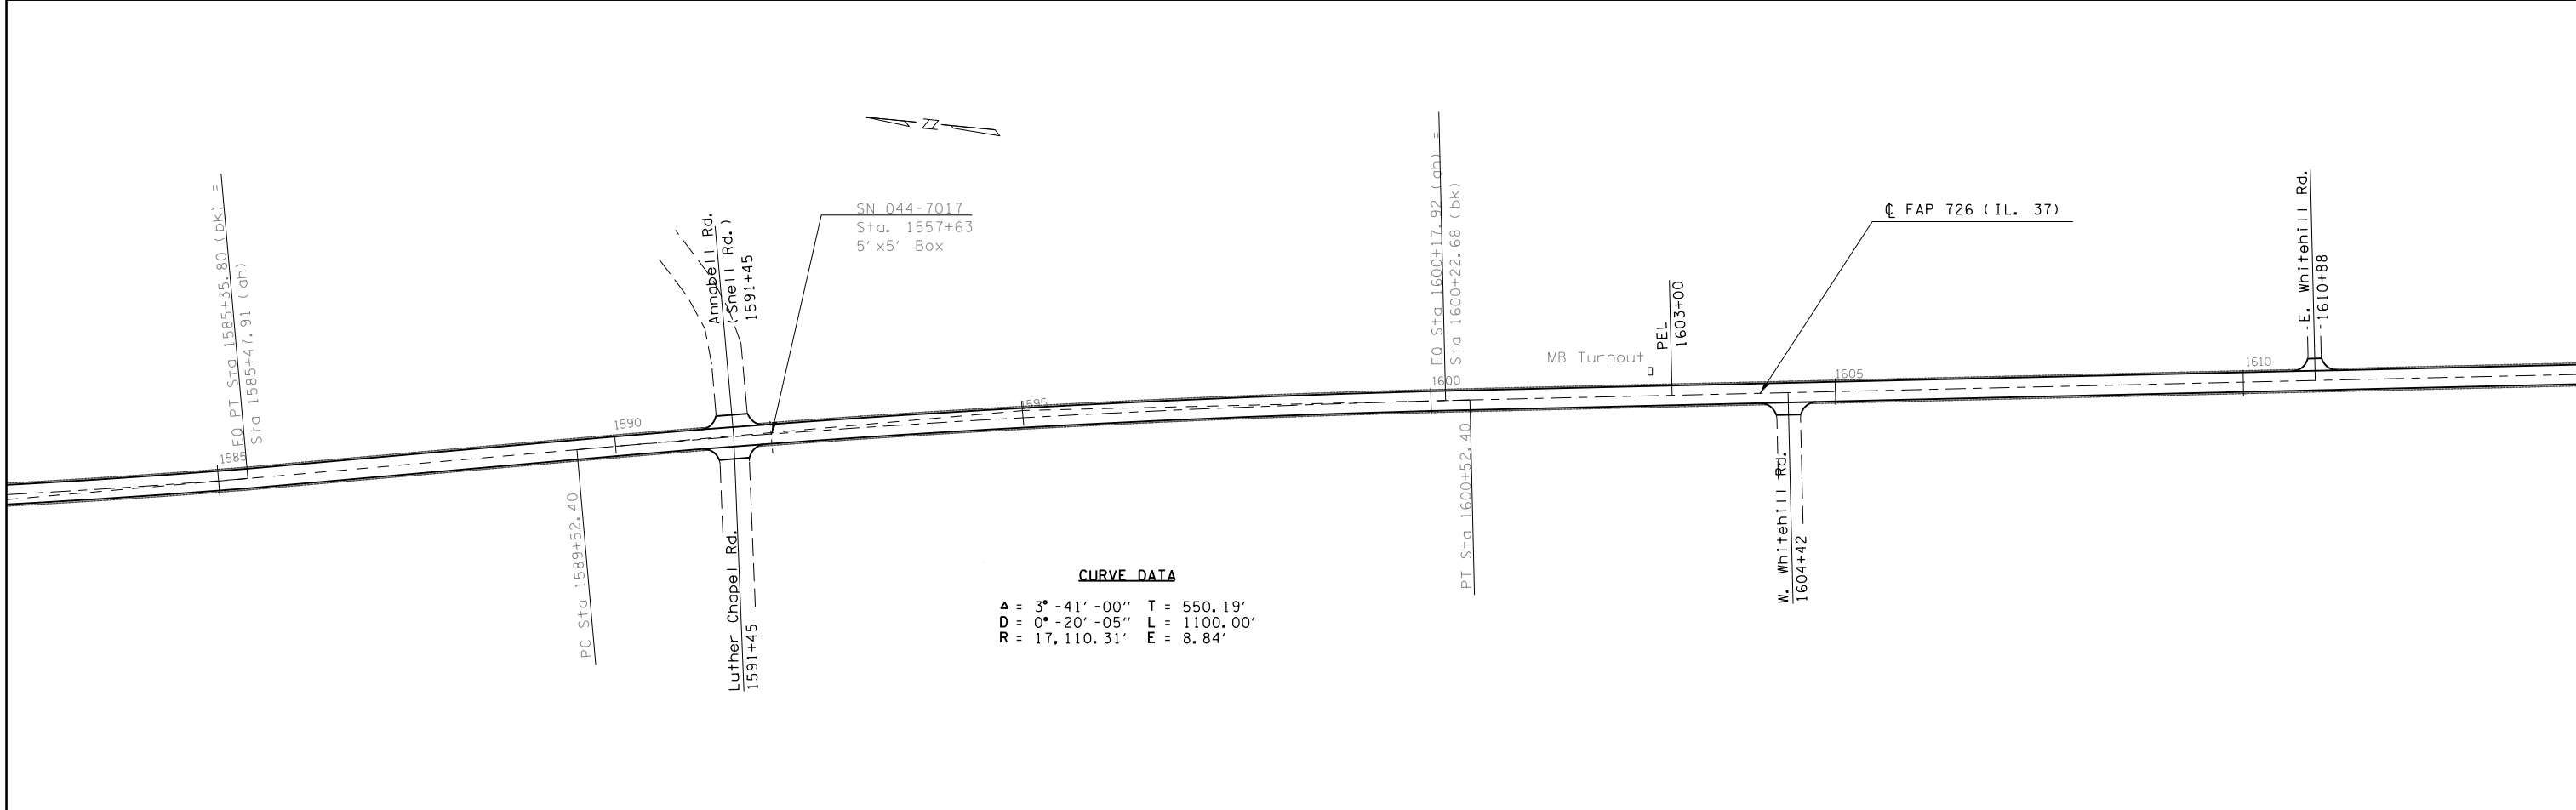 EQ PT Sta 1585+35.80 (bk) =
Sta 1585+47.91 (ah)
1585
PC Sta 1589+52.40
1590
Annabell Rd.
(Snell Rd.)
1591+45
Luther Chapel Rd.
1591+45
SN 044-7017
Sta. 1557+63
5'x5' Box
1595
CURVE DATA
Δ = 3°-41'-00" T = 550.19'
D = 0°-20'-05" L = 1100.00'
R = 17,110.31' E = 8.84'
EQ Sta 1600+17.92 (ah) =
Sta 1600+22.68 (bk)
1600
PT Sta 1600+52.40
MB Turnout
PEL
1603+00
℄ FAP 726 (IL. 37)
W. Whitehill Rd.
1604+42
1605
1610
E. Whitehill Rd.
1610+88